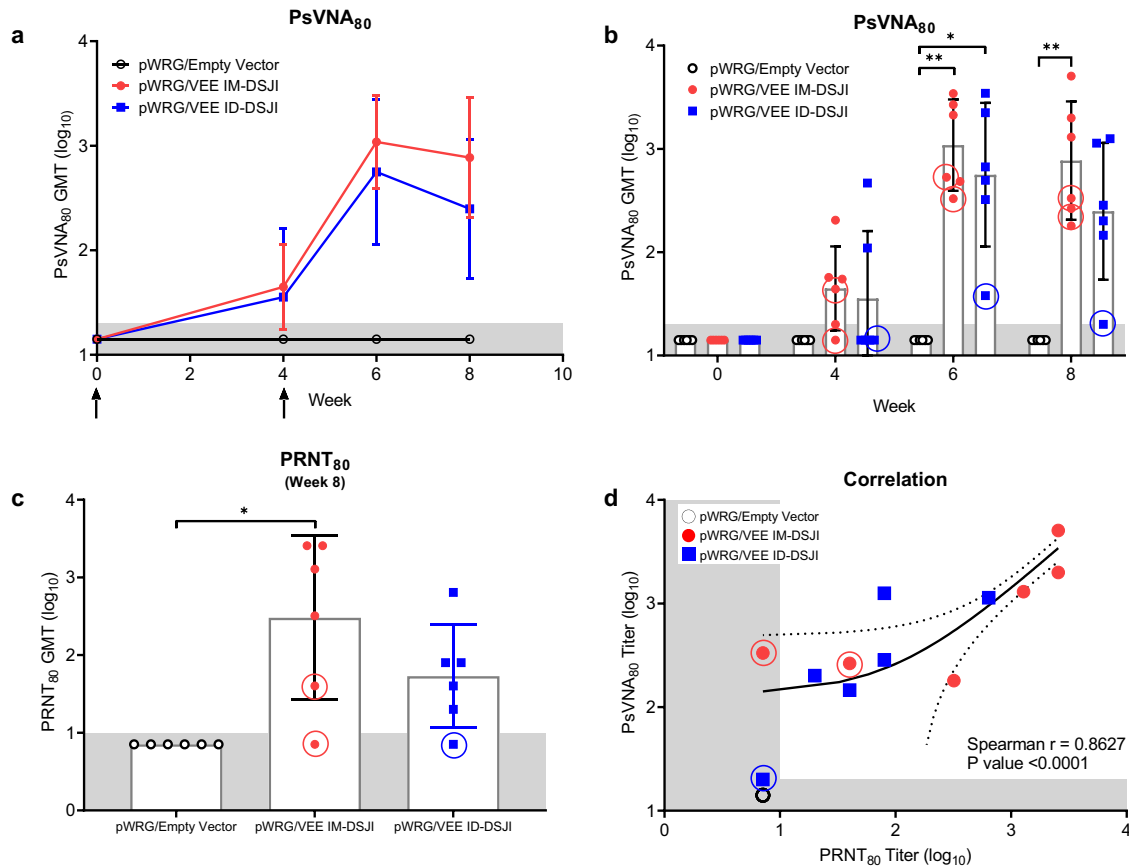 a
PsVNA80
pWRG/Empty Vector
pWRG/VEE IM-DSJI
pWRG/VEE ID-DSJI
PsVNA80 GMT (log10)
4
3
2
1
0 2 4 6 8 10
Week
b
PsVNA80
pWRG/Empty Vector
pWRG/VEE IM-DSJI
pWRG/VEE ID-DSJI
* 
** **
PsVNA80 GMT (log10)
4
3
2
1
0 4 6 8
Week
c
PRNT80
(Week 8)
*
PRNT80 GMT (log10)
4
3
2
1
0
pWRG/Empty Vector pWRG/VEE IM-DSJI pWRG/VEE ID-DSJI
d
Correlation
pWRG/Empty Vector
pWRG/VEE IM-DSJI
pWRG/VEE ID-DSJI
PsVNA80 Titer (log10)
4
3
2
1
Spearman r = 0.8627
P value <0.0001
0 1 2 3 4
PRNT80 Titer (log10)